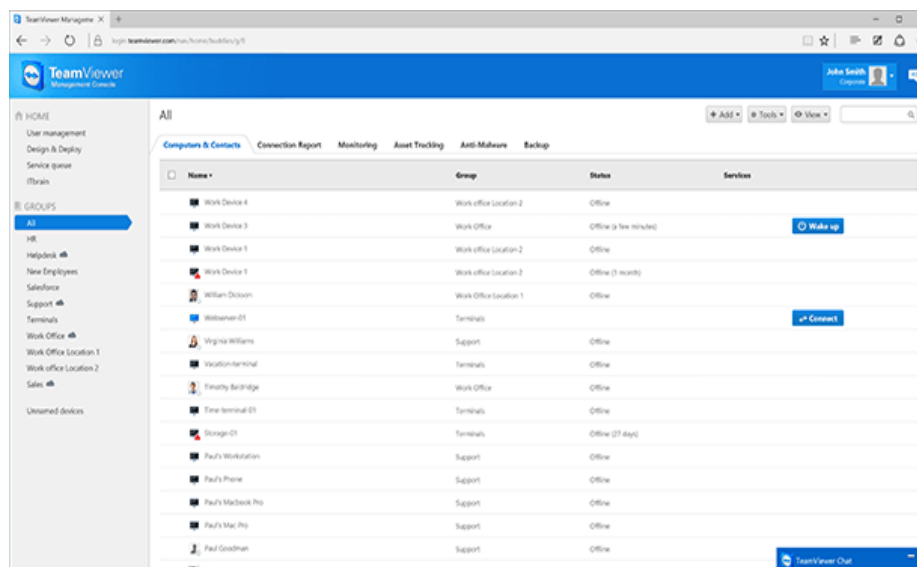 TeamViewer Manageme
login.teamviewer.com/nav/home/buddies/g/0
TeamViewer
Management Console
John Smith
Corporate
HOME
User management
Design & Deploy
Service queue
ITbrain
GROUPS
All
HR
Helpdesk
New Employees
Salesforce
Support
Terminals
Work Office
Work Office Location 1
Work office Location 2
Sales
Unnamed devices
All
Add
Tools
View
Computers & Contacts Connection Report Monitoring Asset Tracking Anti-Malware Backup
Name Group Status Services
Work Device 4 Work office Location 2 Offline
Work Device 3 Work Office Offline (a few minutes) Wake up
Work Device 1 Work office Location 2 Offline
Work Device 1 Work office Location 2 Offline (1 month)
William Dickson Work Office Location 1 Offline
Webserver-01 Terminals Connect
Virginia Williams Support Offline
Vacation-terminal Terminals Offline
Timothy Baldridge Work Office Offline
Time-terminal-01 Terminals Offline
Storage-01 Terminals Offline (27 days)
Paul's Workstation Support Offline
Paul's Phone Support Offline
Paul's Macbook Pro Support Offline
Paul's Mac Pro Support Offline
Paul Goodman Support Offline
TeamViewer Chat